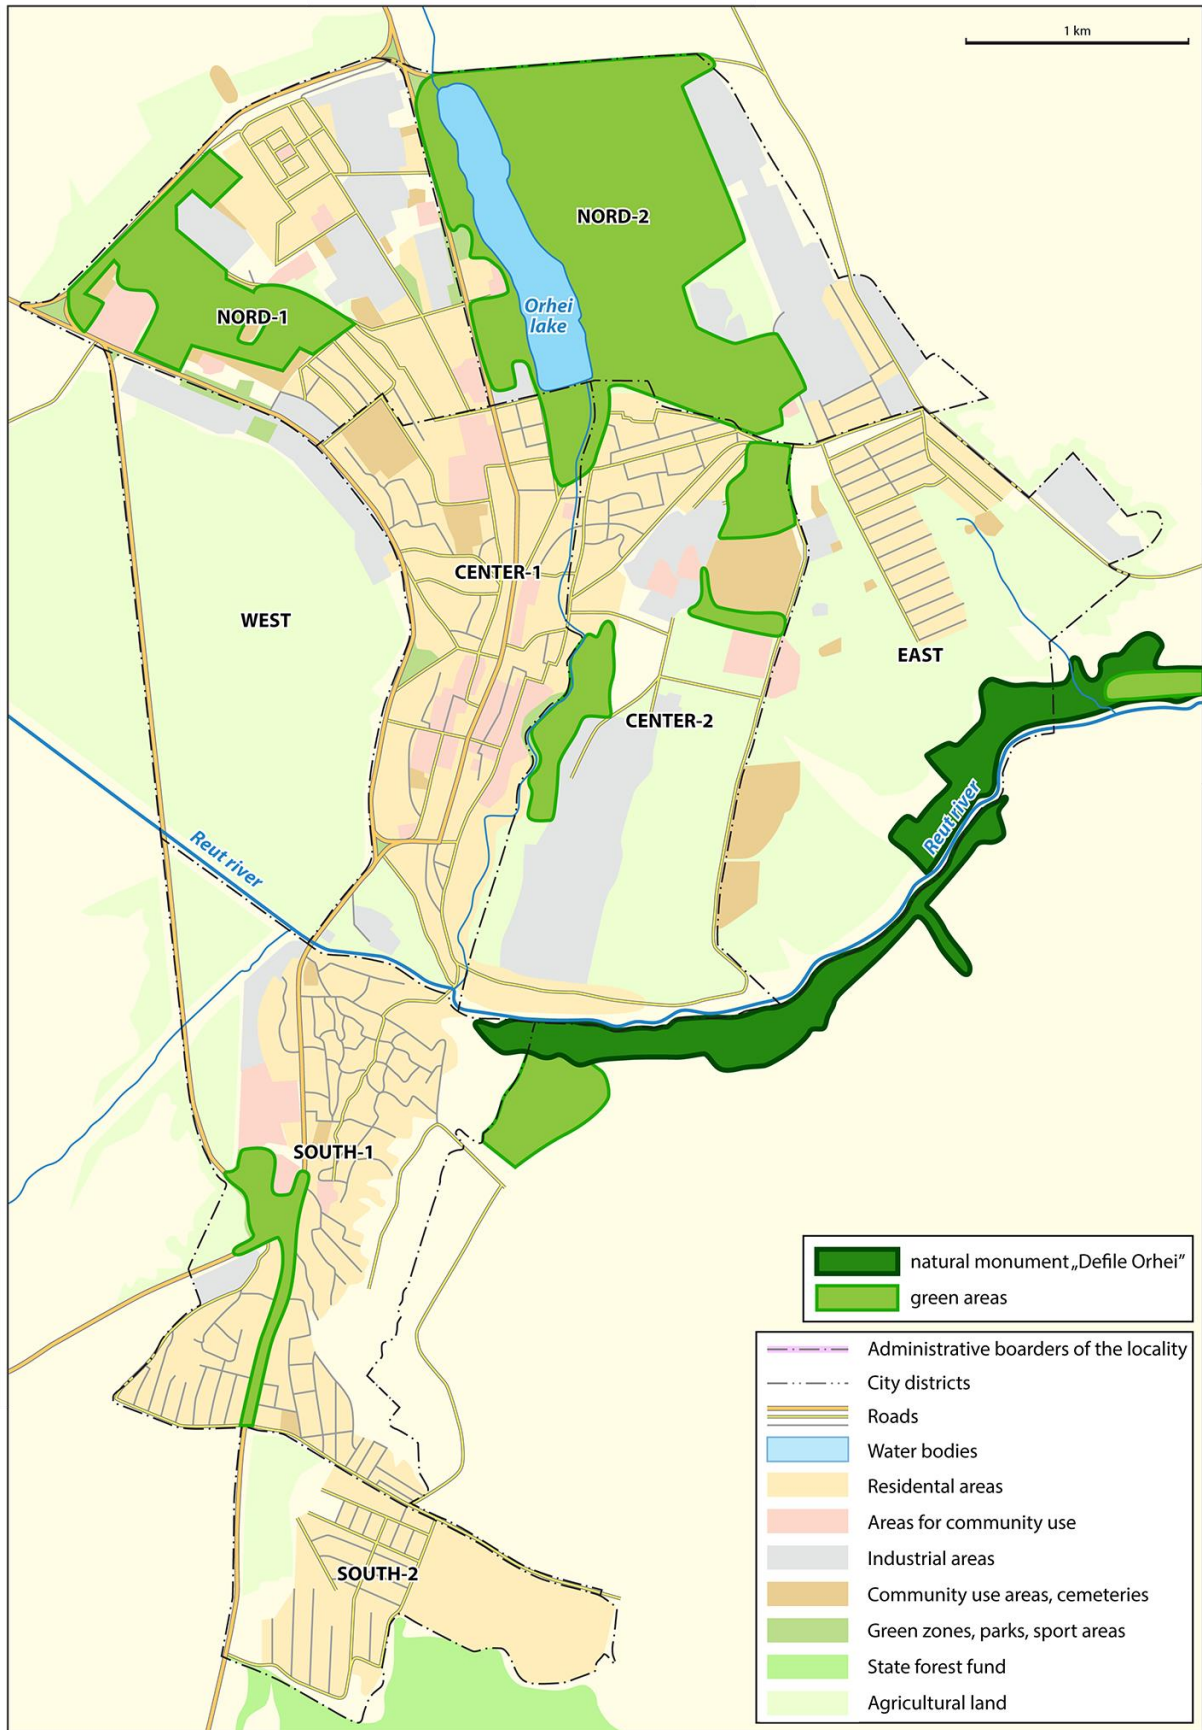 1 km
NORD-2
Orhei
lake
NORD-1
CENTER-1
WEST
EAST
CENTER-2
Reut river
Reut river
SOUTH-1
natural monument „Defile Orhei”
green areas
Administrative boarders of the locality
City districts
Roads
Water bodies
Residental areas
Areas for community use
Industrial areas
Community use areas, cemeteries
Green zones, parks, sport areas
State forest fund
Agricultural land
SOUTH-2